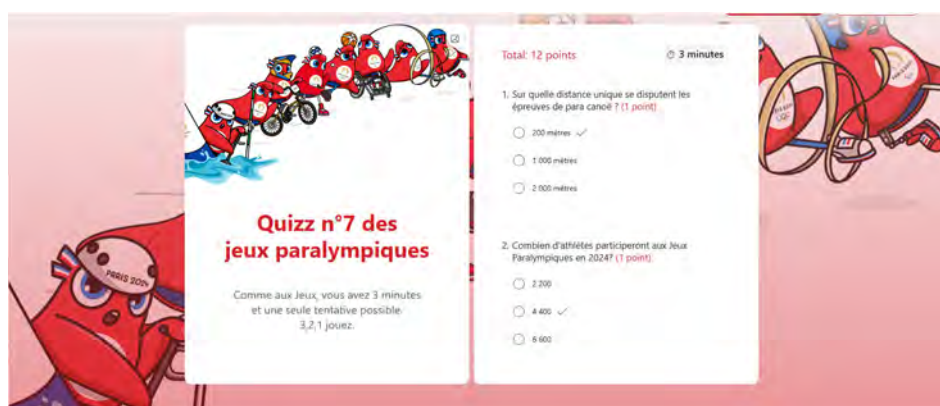 PARIS 2024
Quizz n°7 des
jeux paralympiques
Comme aux Jeux, vous avez 3 minutes
et une seule tentative possible.
3,2,1 jouez.
Total: 12 points
3 minutes
1. Sur quelle distance unique se disputent les
épreuves de para canoë ? (1 point)
200 mètres
1 000 mètres
2 000 mètres
2. Combien d'athlètes participeront aux Jeux
Paralympiques en 2024? (1 point)
2 200
4 400
6 600